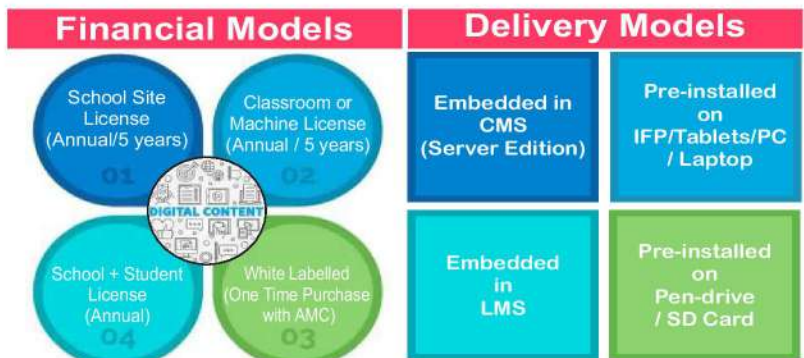 Financial Models
School Site
License
(Annual/5 years)
01
Classroom or
Machine License
(Annual / 5 years)
02
DIGITAL CONTENT
School + Student
License
(Annual)
04
White Labelled
(One Time Purchase
with AMC)
03
Delivery Models
Embedded in
CMS
(Server Edition)
Pre-installed
on
IFP/Tablets/PC
/ Laptop
Embedded
in
LMS
Pre-installed
on
Pen-drive
/ SD Card